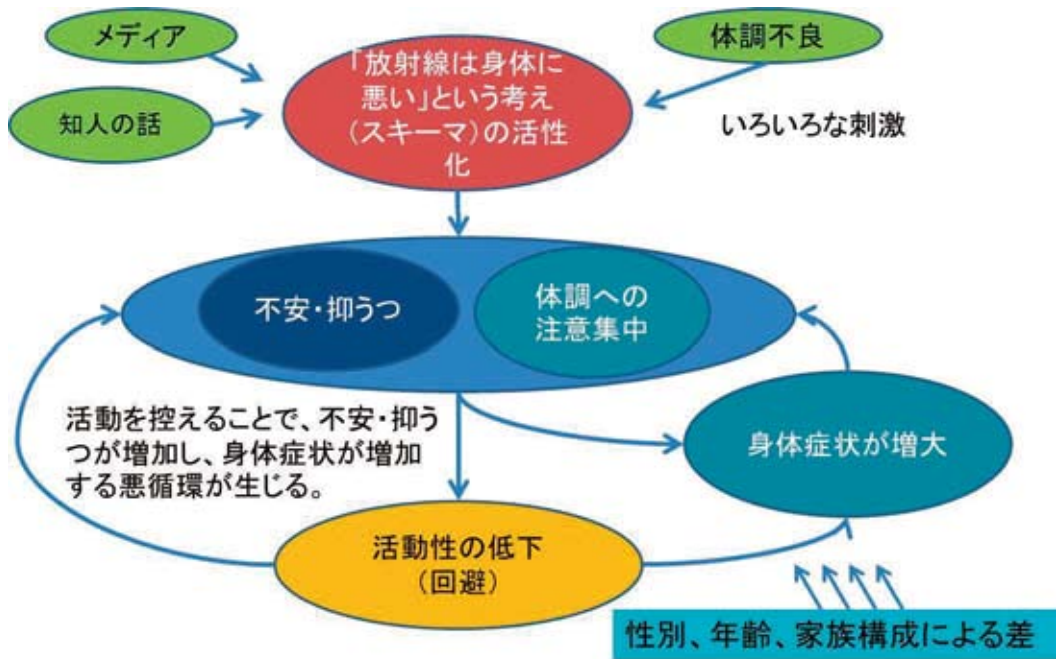 メディア
体調不良
「放射線は身体に
悪い」という考え
(スキーマ)の活性
化
知人の話
いろいろな刺激
不安・抑うつ
体調への
注意集中
活動を控えることで、不安・抑う
つが増加し、身体症状が増加
する悪循環が生じる。
身体症状が増大
活動性の低下
(回避)
性別、年齢、家族構成による差